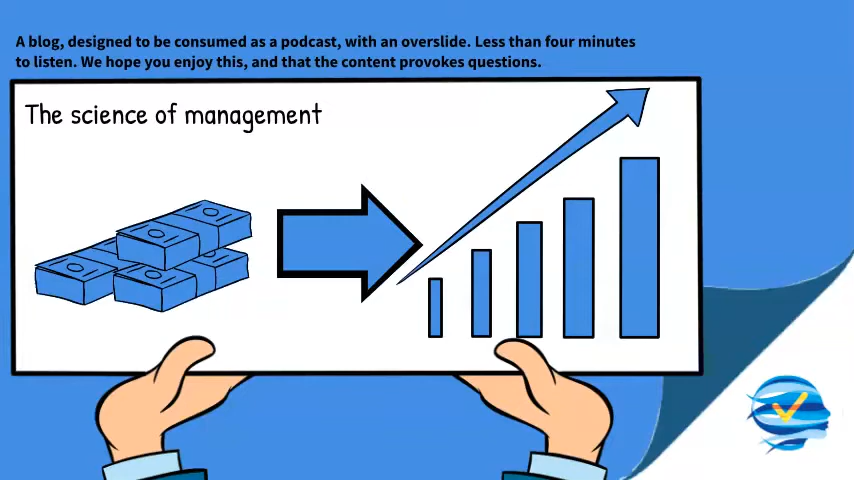 A blog, designed to be consumed as a podcast, with an overslide. Less than four minutes
to listen. We hope you enjoy this, and that the content provokes questions.
The science of management